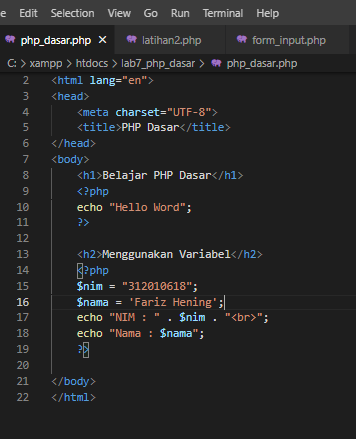 File Edit Selection View Go Run Terminal Help
php_dasar.php × latihan2.php form_input.php
C: > xampp > htdocs > lab7_php_dasar > php_dasar.php
2 <html lang="en">
3 <head>
4 <meta charset="UTF-8">
5 <title>PHP Dasar</title>
6 </head>
7 <body>
8 <h1>Belajar PHP Dasar</h1>
9 <?php
10 echo "Hello Word";
11 ?>
12
13 <h2>Menggunakan Variabel</h2>
14 <?php
15 $nim = "312010618";
16 $nama = 'Fariz Hening';
17 echo "NIM : " . $nim . "<br>";
18 echo "Nama : $nama";
19 ?>
20
21 </body>
22 </html>